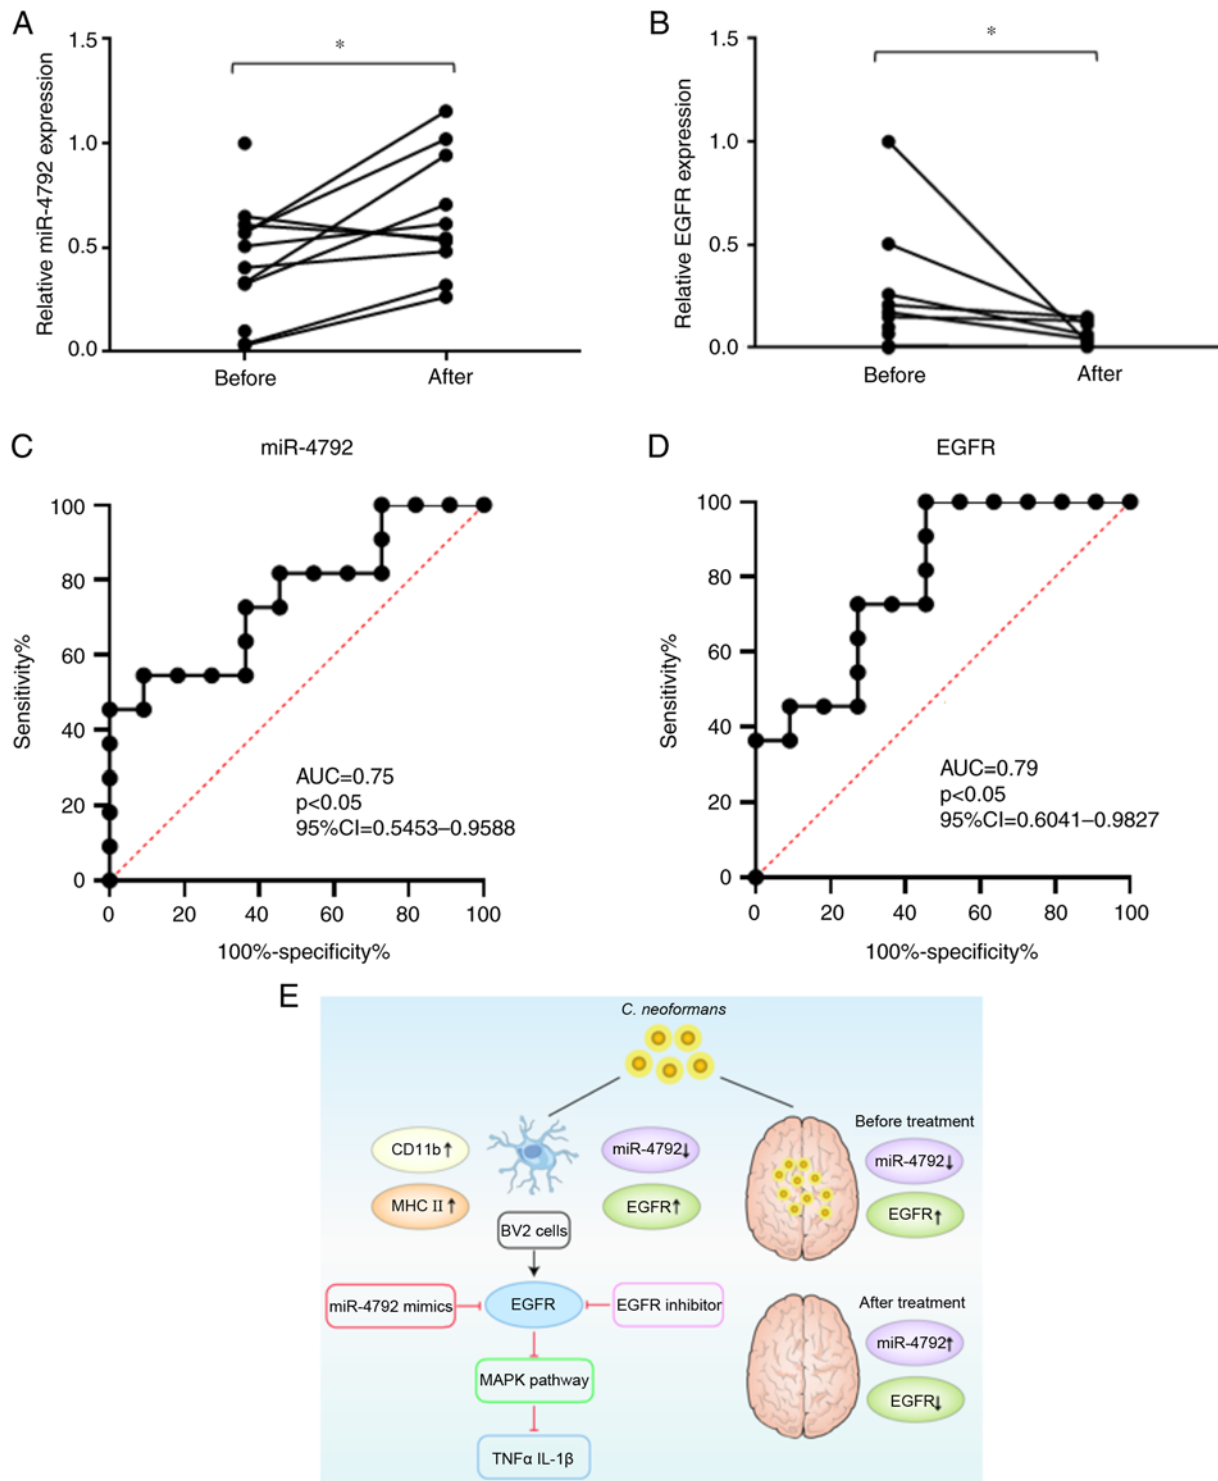 A
Relative miR-4792 expression
1.5
1.0
0.5
0.0
*
Before
After
B
Relative EGFR expression
1.5
1.0
0.5
0.0
*
Before
After
C
miR-4792
Sensitivity%
100
80
60
40
20
0
0
20
40
60
80
100
100%-specificity%
AUC=0.75
p<0.05
95%CI=0.5453–0.9588
D
EGFR
Sensitivity%
100
80
60
40
20
0
0
20
40
60
80
100
100%-specificity%
AUC=0.79
p<0.05
95%CI=0.6041–0.9827
E
C. neoformans
CD11b↑
MHC II↑
miR-4792↓
EGFR↑
BV2 cells
miR-4792 mimics
EGFR
EGFR inhibitor
MAPK pathway
TNFα IL-1β
Before treatment
miR-4792↓
EGFR↑
After treatment
miR-4792↑
EGFR↓